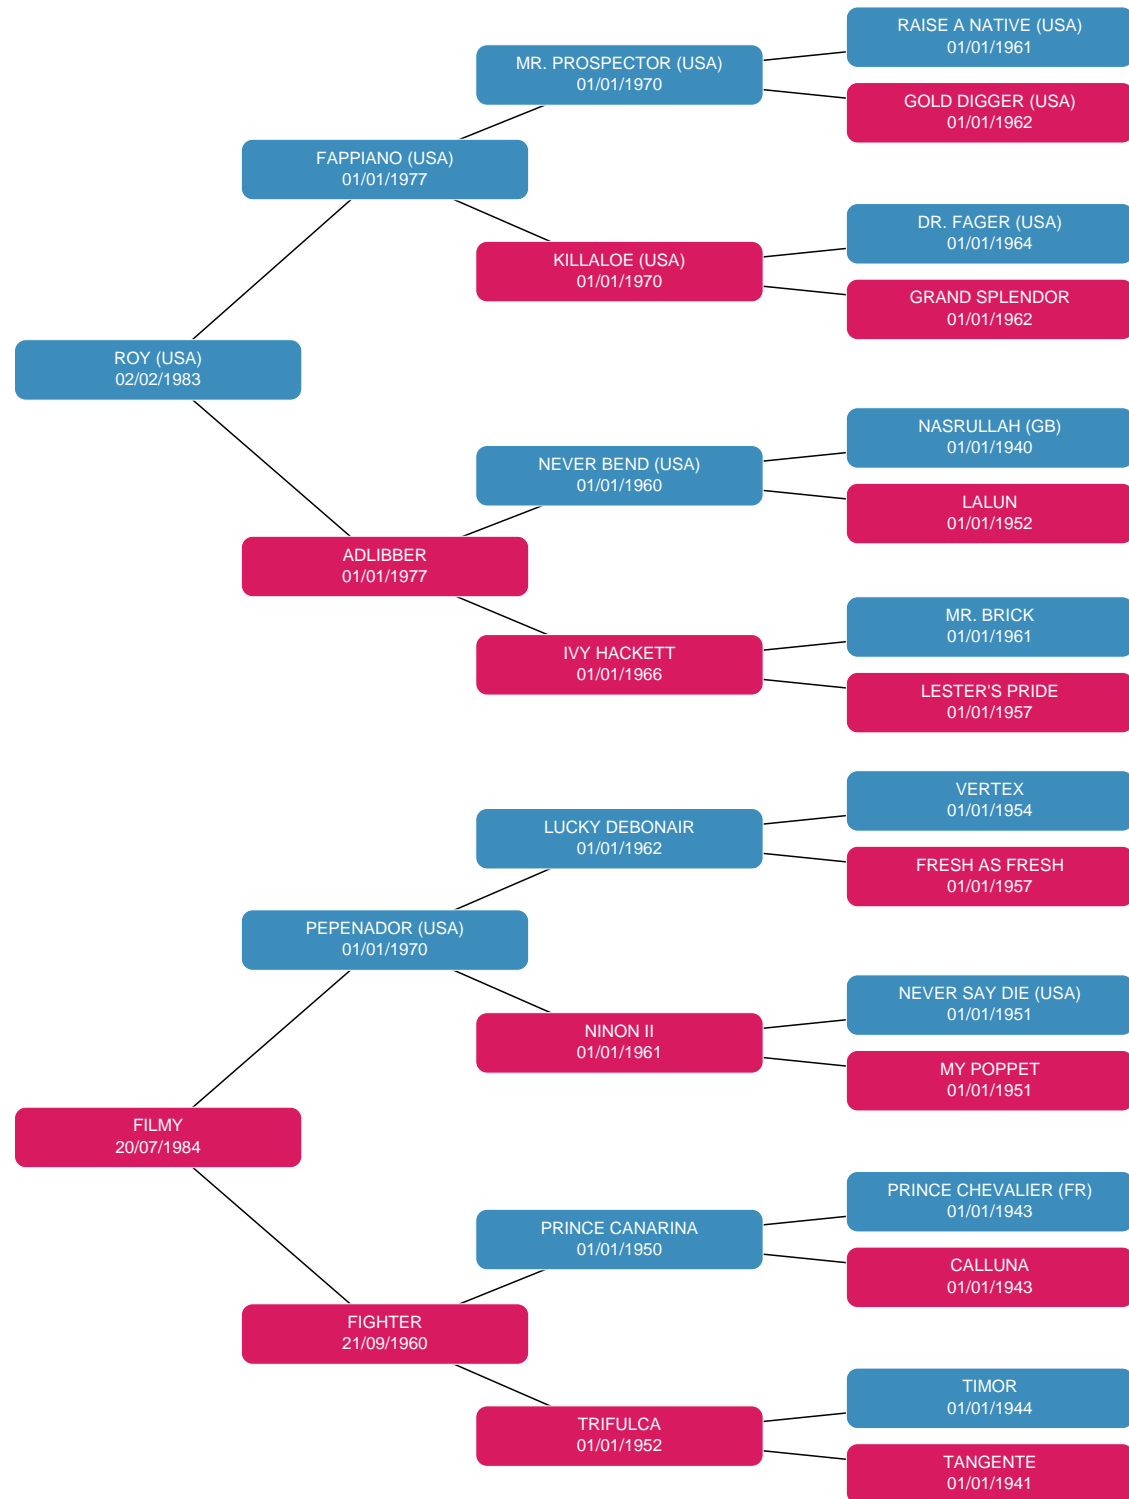 RAISE A NATIVE (USA)
01/01/1961
MR. PROSPECTOR (USA)
01/01/1970
GOLD DIGGER (USA)
01/01/1962
FAPPIANO (USA)
01/01/1977
DR. FAGER (USA)
01/01/1964
KILLALOE (USA)
01/01/1970
GRAND SPLENDOR
01/01/1962
ROY (USA)
02/02/1983
NASRULLAH (GB)
01/01/1940
NEVER BEND (USA)
01/01/1960
LALUN
01/01/1952
ADLIBBER
01/01/1977
MR. BRICK
01/01/1961
IVY HACKETT
01/01/1966
LESTER'S PRIDE
01/01/1957
VERTEX
01/01/1954
LUCKY DEBONAIR
01/01/1962
FRESH AS FRESH
01/01/1957
PEPENADOR (USA)
01/01/1970
NEVER SAY DIE (USA)
01/01/1951
NINON II
01/01/1961
MY POPPET
01/01/1951
FILMY
20/07/1984
PRINCE CHEVALIER (FR)
01/01/1943
PRINCE CANARINA
01/01/1950
CALLUNA
01/01/1943
FIGHTER
21/09/1960
TIMOR
01/01/1944
TRIFULCA
01/01/1952
TANGENTE
01/01/1941